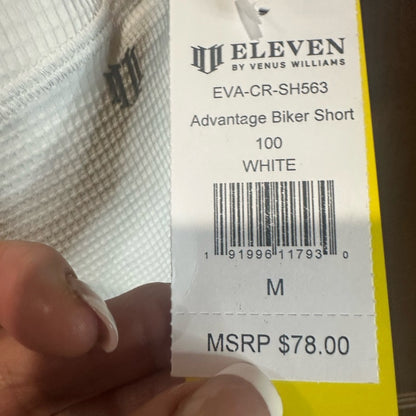 ELEVEN
BY VENUS WILLIAMS
EVA-CR-SH563
Advantage Biker Short
100
WHITE
1 91996 11793 0
M
MSRP $78.00